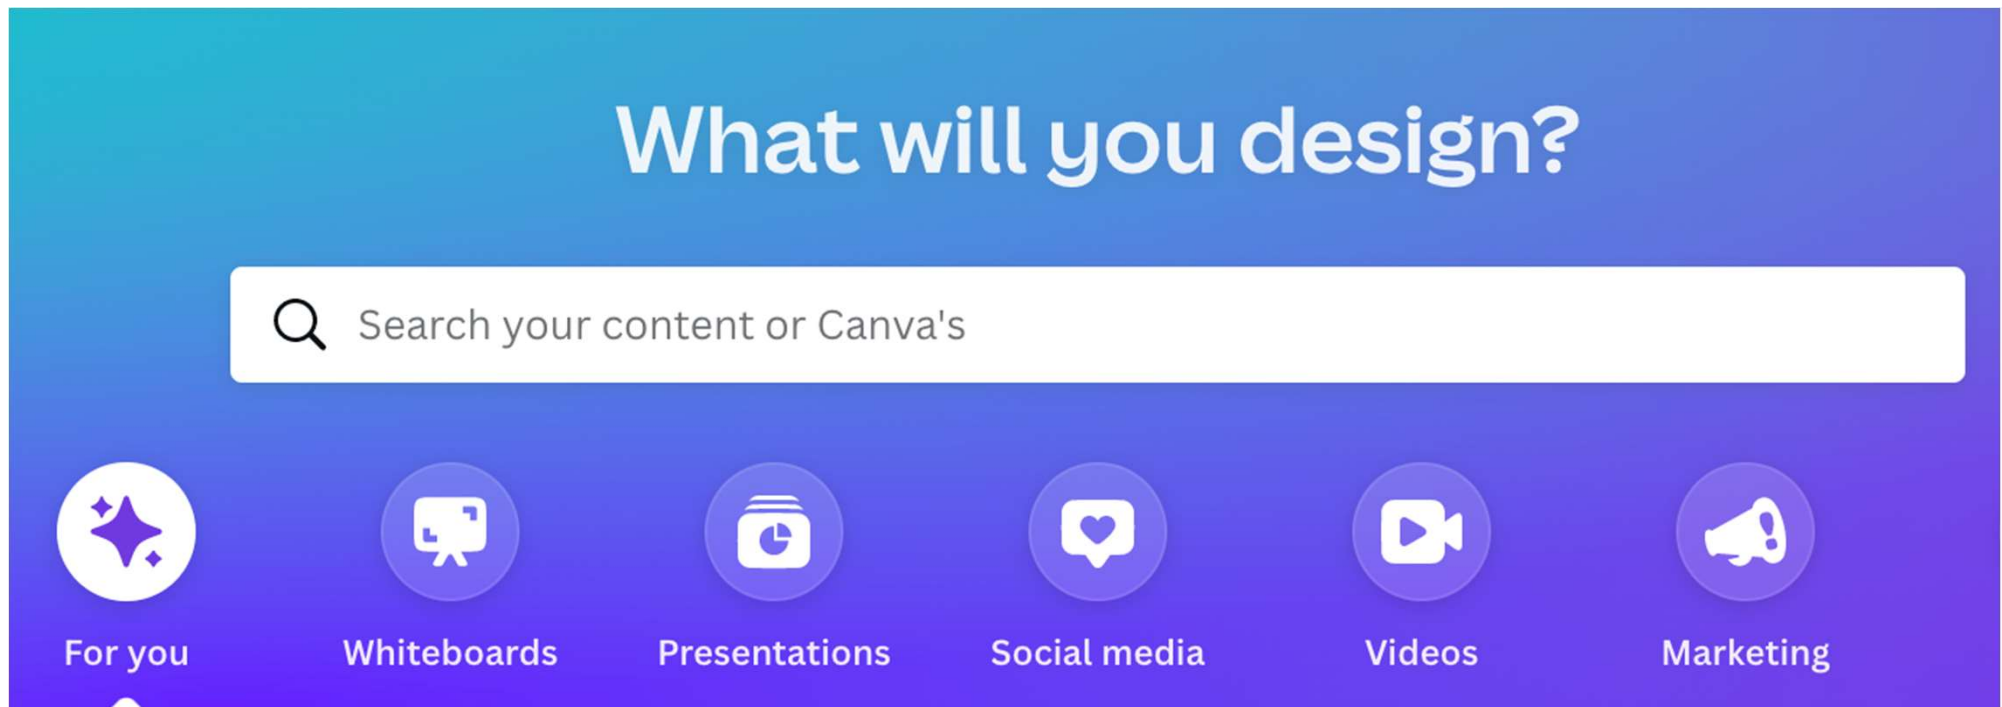 What will you design?
Search your content or Canva's
For you
Whiteboards
Presentations
Social media
Videos
Marketing